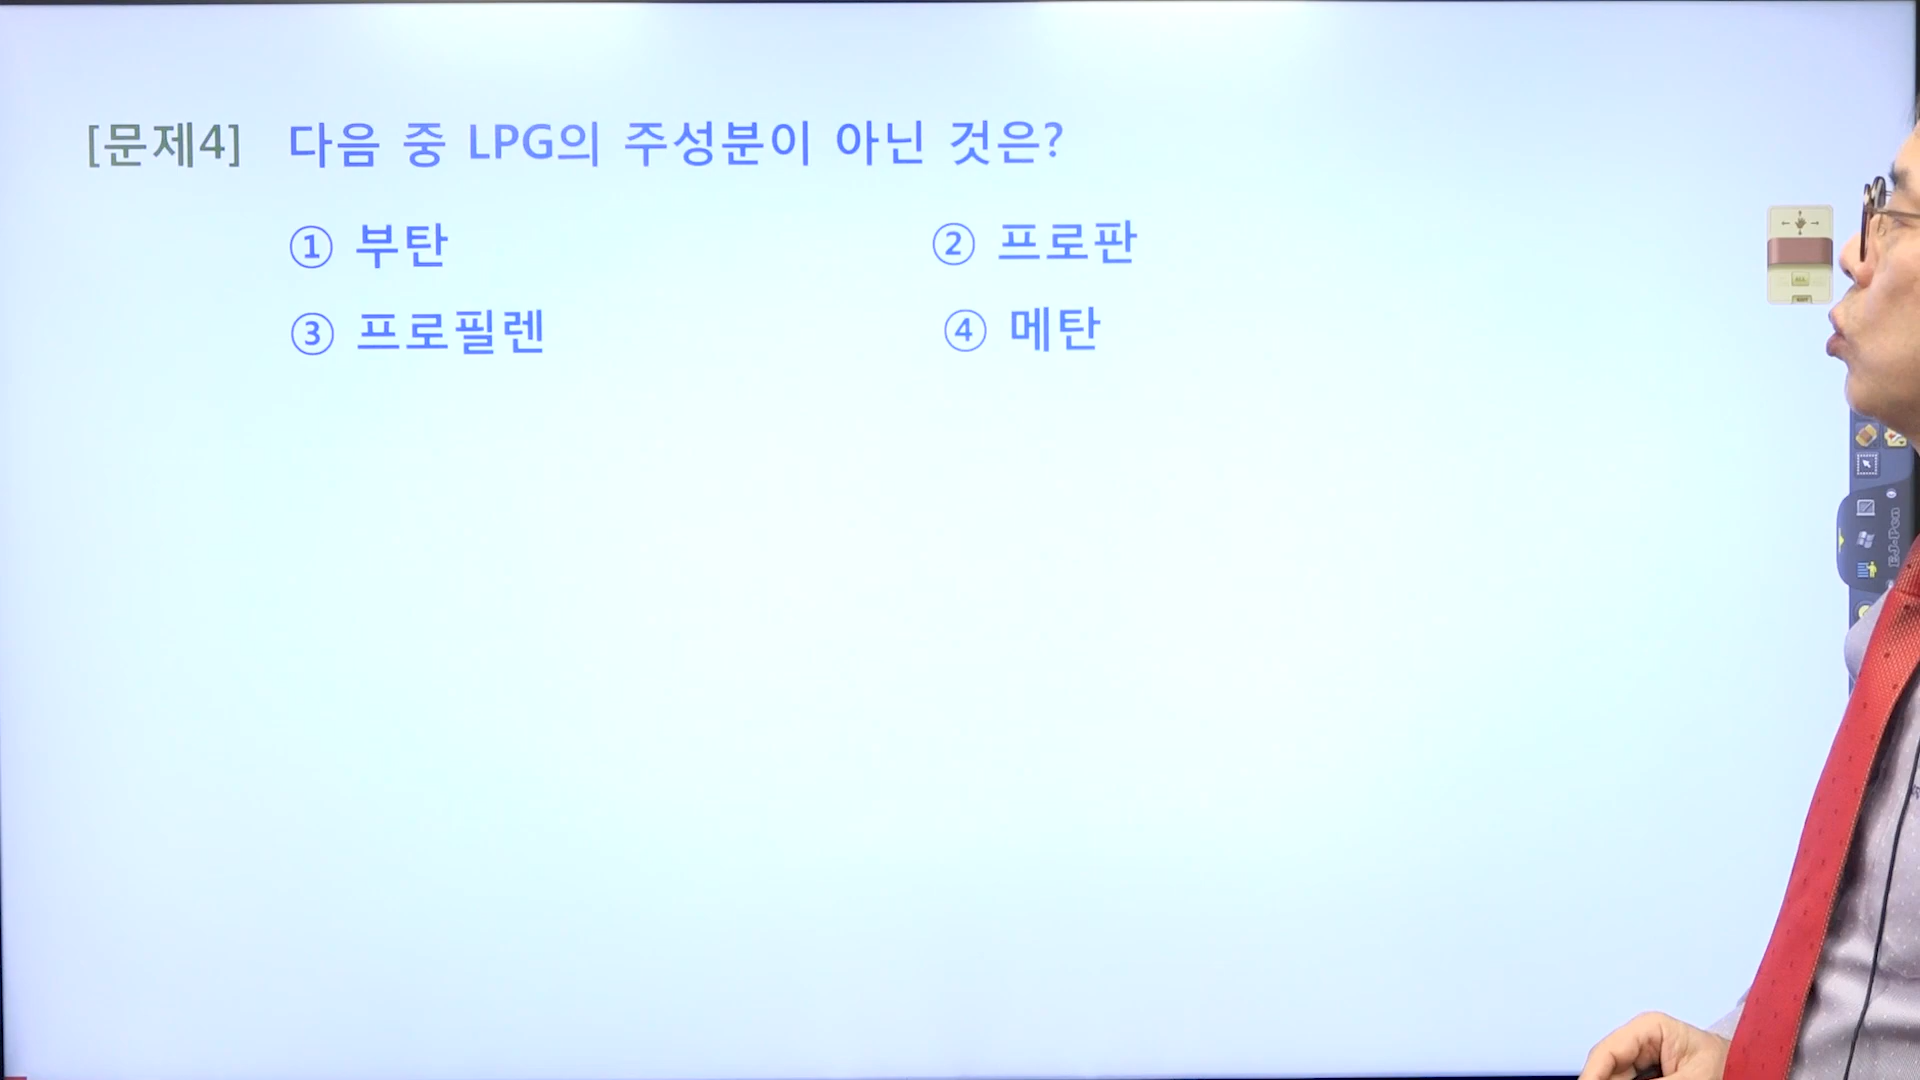 [문제4] 다음 중 LPG의 주성분이 아닌 것은?
① 부탄 ② 프로판
③ 프로필렌 ④ 메탄